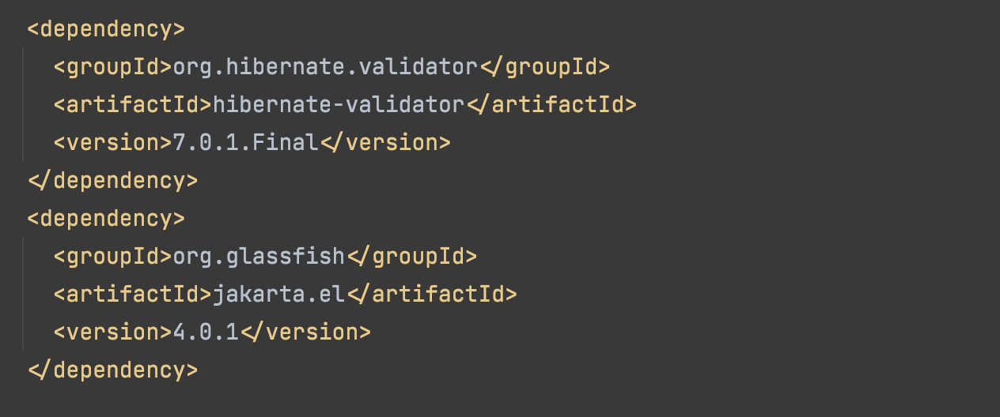 <dependency>
<groupId>org.hibernate.validator</groupId>
<artifactId>hibernate-validator</artifactId>
<version>7.0.1.Final</version>
</dependency>
<dependency>
<groupId>org.glassfish</groupId>
<artifactId>jakarta.el</artifactId>
<version>4.0.1</version>
</dependency>